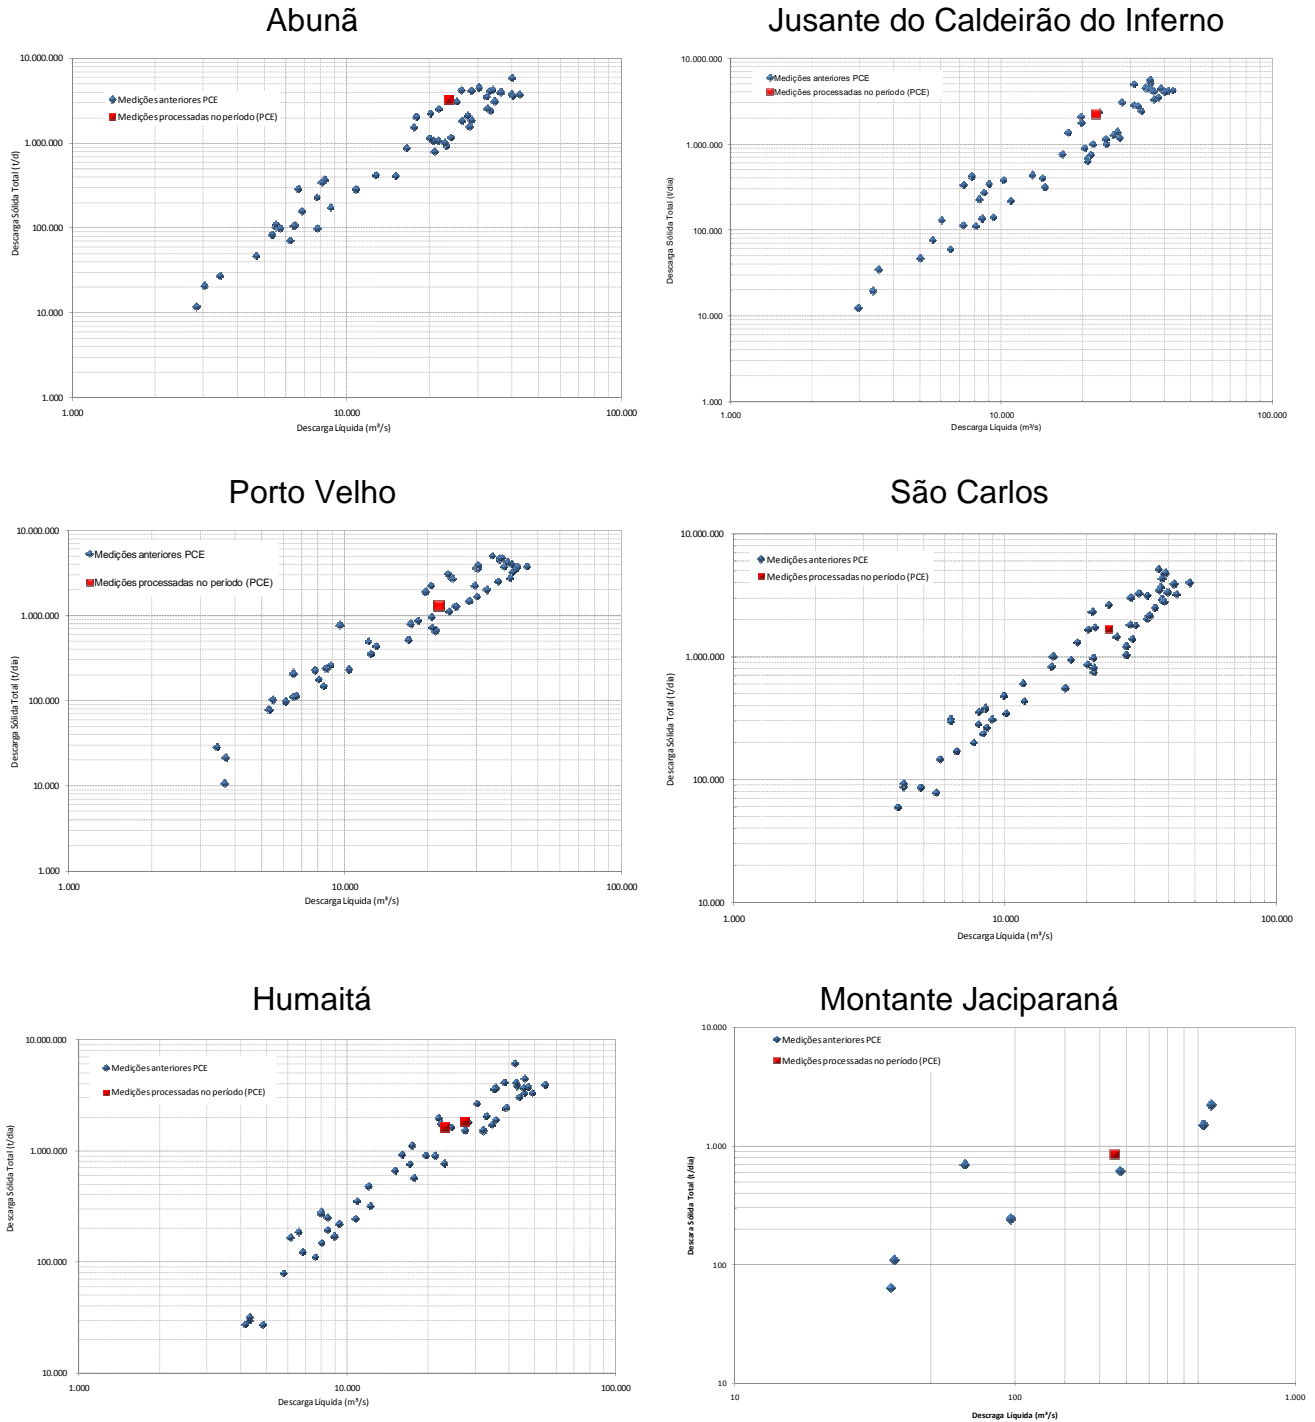 Abunã
10.000.000
Medições anteriores PCE
Medições processadas no período (PCE)
1.000.000
100.000
10.000
1.000
1.000
10.000
100.000
Descarga Sólida Total (t/d)
Descarga Líquida (m³/s)
Jusante do Caldeirão do Inferno
10.000.000
Medições anteriores PCE
Medições processadas no período (PCE)
1.000.000
100.000
10.000
1.000
1.000
10.000
100.000
Descarga Sólida Total (t/dia)
Descarga Líquida (m³/s)
Porto Velho
10.000.000
Medições anteriores PCE
Medições processadas no período (PCE)
1.000.000
100.000
10.000
1.000
1.000
10.000
100.000
Descarga Sólida Total (t/dia)
Descarga Líquida (m³/s)
São Carlos
10.000.000
Medições anteriores PCE
Medições processadas no período (PCE)
1.000.000
100.000
10.000
1.000
10.000
100.000
Descarga Sólida Total (t/dia)
Descarga Líquida (m³/s)
Humaitá
10.000.000
Medições anteriores PCE
Medições processadas no período (PCE)
1.000.000
100.000
10.000
1.000
10.000
100.000
Descarga Sólida Total (t/dia)
Descarga Líquida (m³/s)
Montante Jaciparaná
10.000
Medições anteriores PCE
Medições processadas no período (PCE)
1.000
100
10
10
100
1.000
Descara Sólida Total (t/dia)
Descraga Líquida (m³/s)